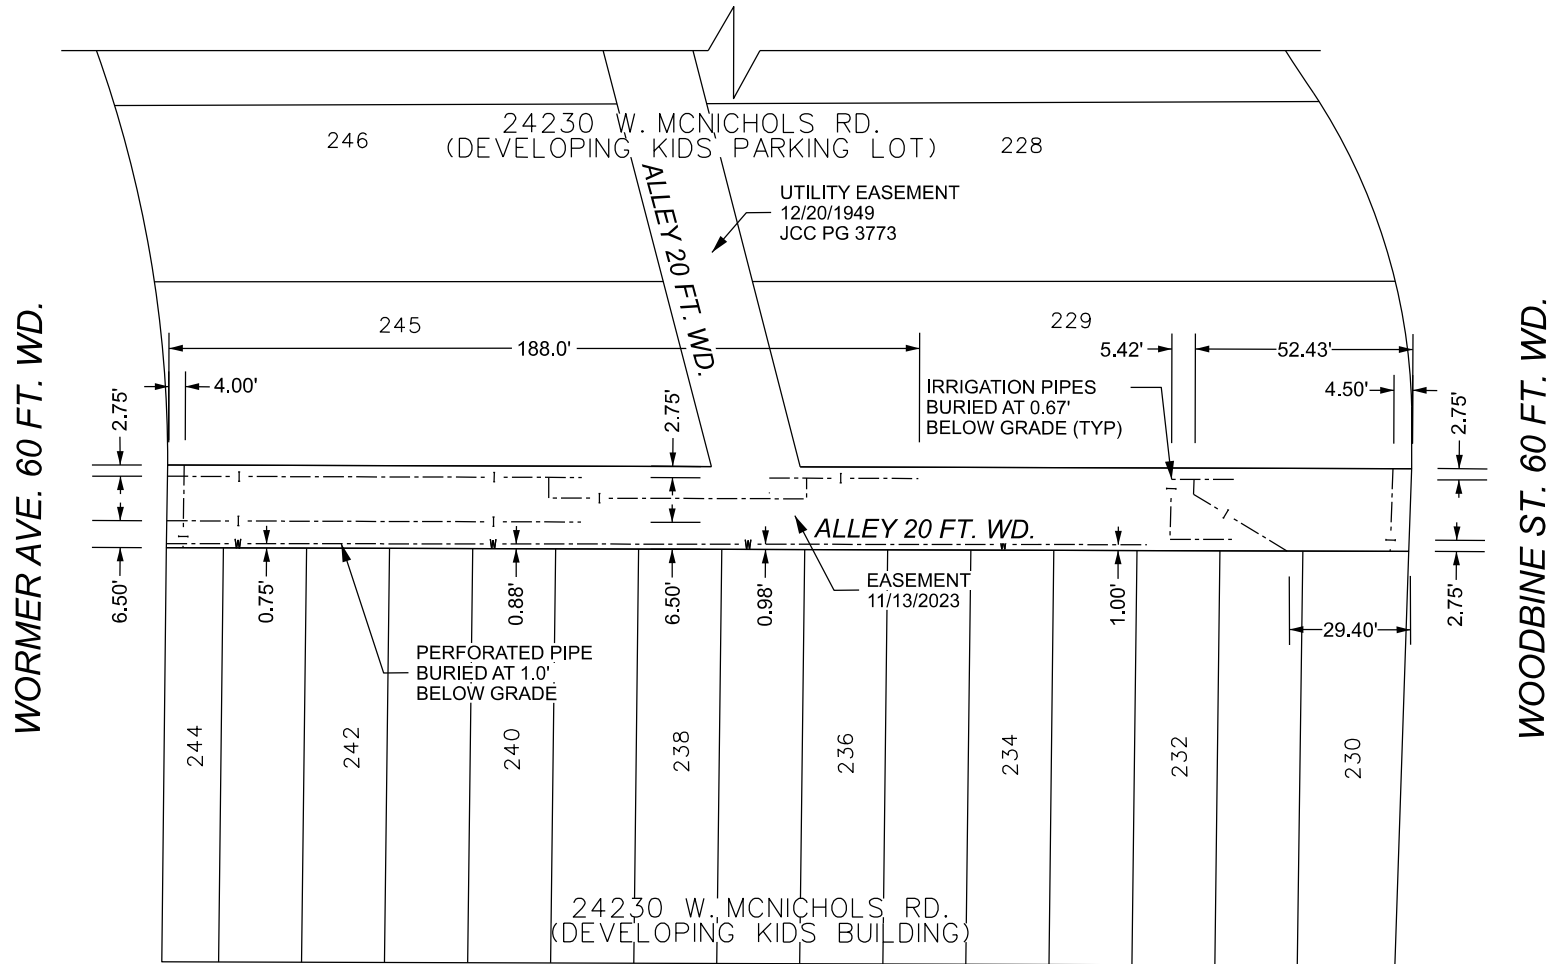 24230 W. MCNICHOLS RD.
(DEVELOPING KIDS PARKING LOT)
246
228
UTILITY EASEMENT
12/20/1949
JCC PG 3773
ALLEY 20 FT. WD.
WORMER AVE. 60 FT. WD.
WOODBINE ST. 60 FT. WD.
245
229
188.0'
5.42'
52.43'
4.00'
4.50'
2.75'
2.75'
2.75'
IRRIGATION PIPES
BURIED AT 0.67'
BELOW GRADE (TYP)
I
I
I
I
I
I
I
I
I
I
I
ALLEY 20 FT. WD.
W
W
W
W
6.50'
0.75'
0.88'
6.50'
0.98'
1.00'
2.75'
EASEMENT
11/13/2023
29.40'
PERFORATED PIPE
BURIED AT 1.0'
BELOW GRADE
244
242
240
238
236
234
232
230
24230 W. MCNICHOLS RD.
(DEVELOPING KIDS BUILDING)